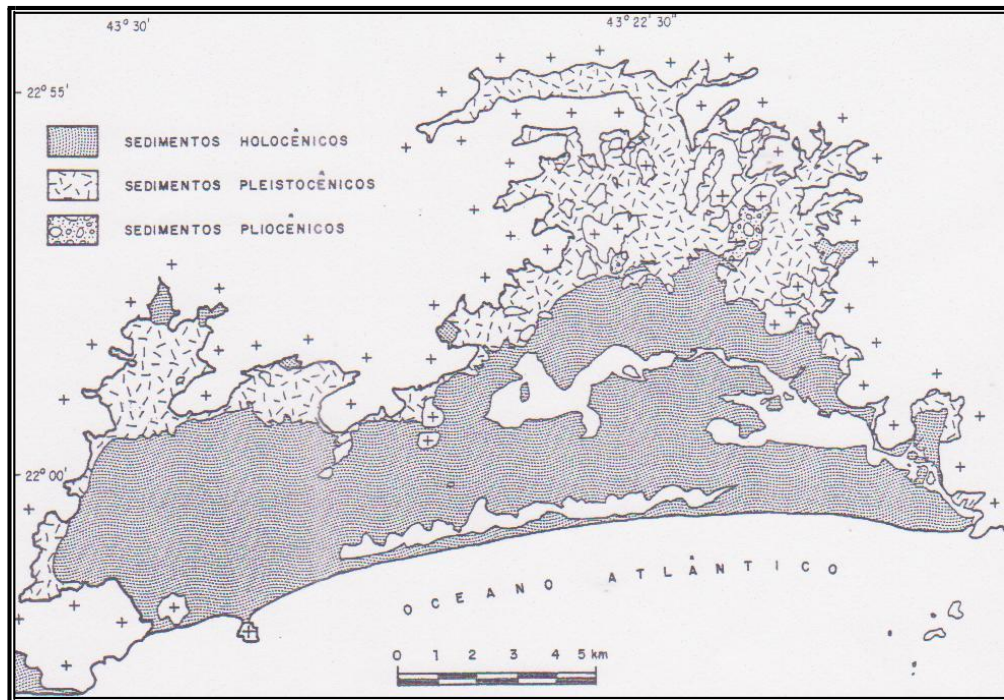 43° 30'
43° 22' 30"
22° 55'
SEDIMENTOS HOLOCÊNICOS
SEDIMENTOS PLEISTOCÊNICOS
SEDIMENTOS PLIOCÊNICOS
22° 00'
OCEANO ATLÂNTICO
0 1 2 3 4 5 km